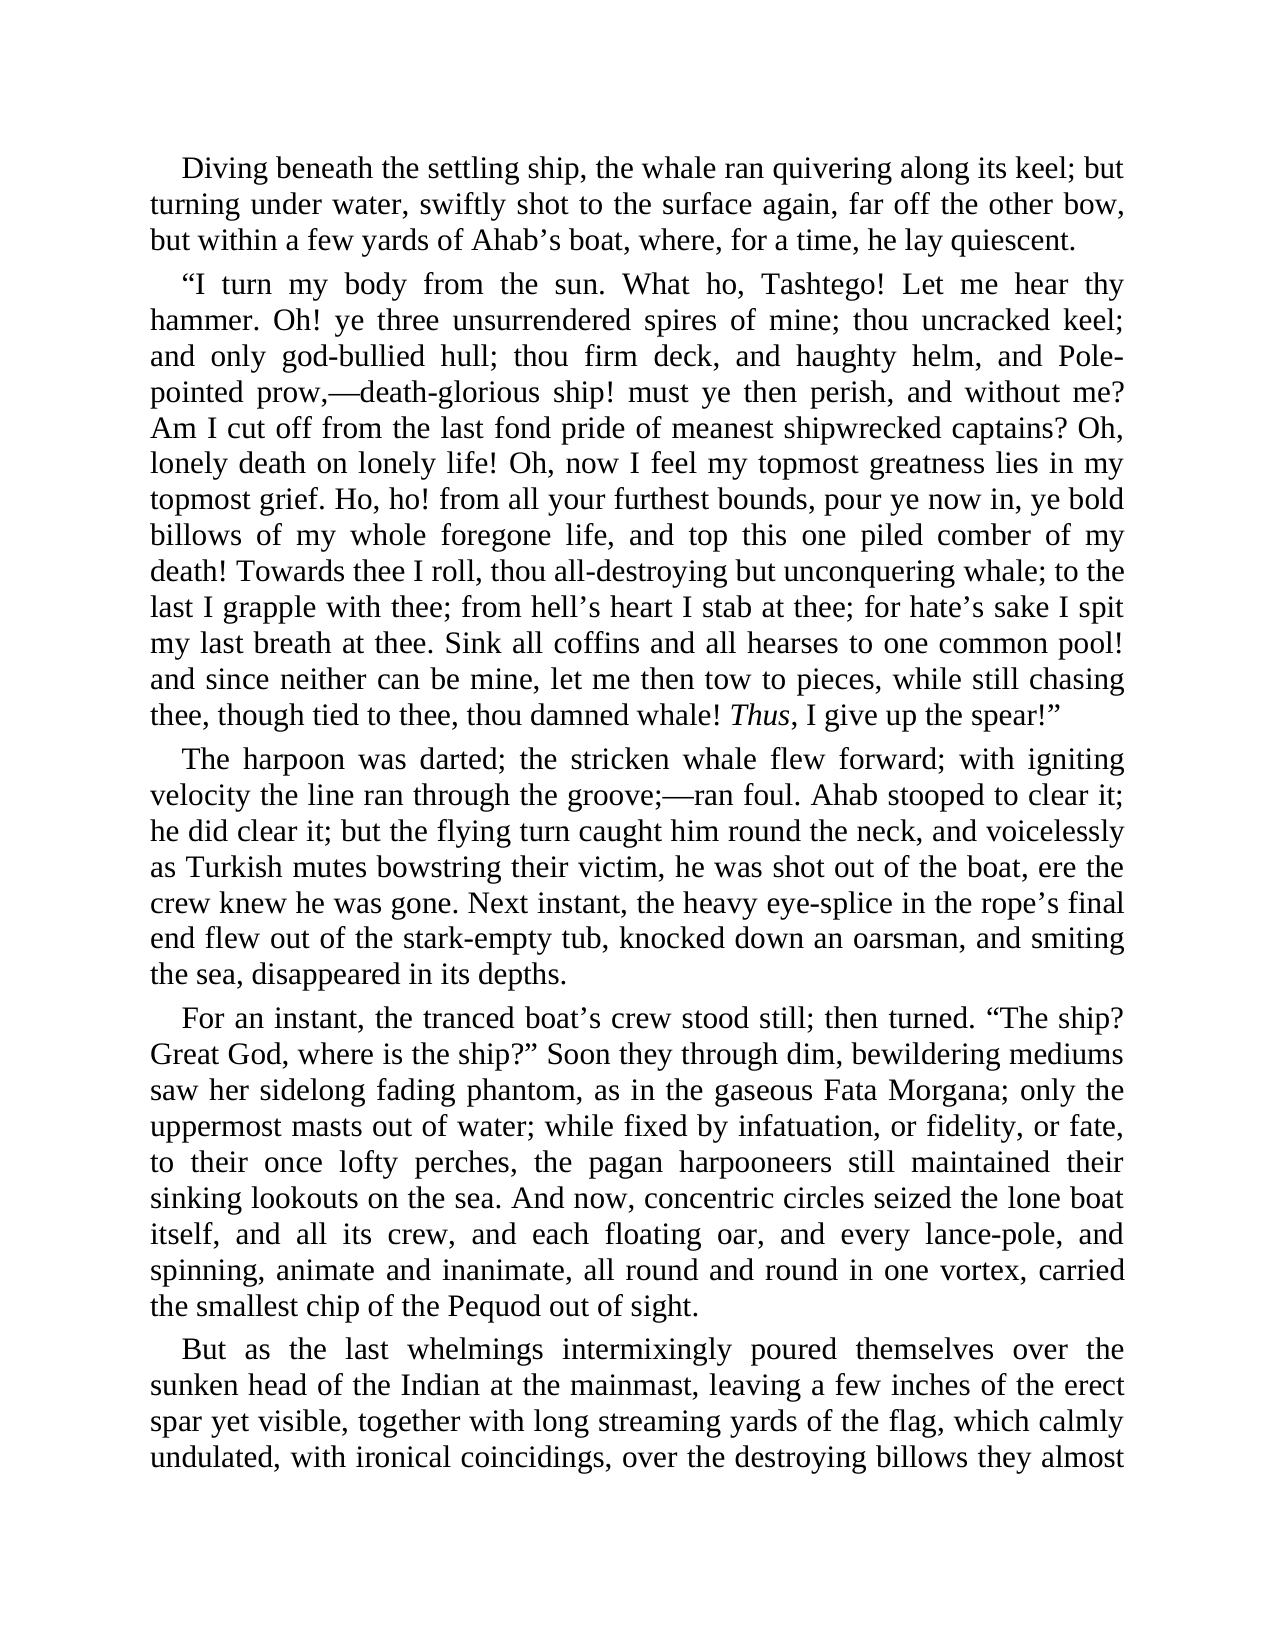 Diving beneath the settling ship, the whale ran quivering along its keel; but
turning under water, swiftly shot to the surface again, far off the other bow,
but within a few yards of Ahab’s boat, where, for a time, he lay quiescent.
“I turn my body from the sun. What ho, Tashtego! Let me hear thy
hammer. Oh! ye three unsurrendered spires of mine; thou uncracked keel;
and only god-bullied hull; thou firm deck, and haughty helm, and Pole-
pointed prow,—death-glorious ship! must ye then perish, and without me?
Am I cut off from the last fond pride of meanest shipwrecked captains? Oh,
lonely death on lonely life! Oh, now I feel my topmost greatness lies in my
topmost grief. Ho, ho! from all your furthest bounds, pour ye now in, ye bold
billows of my whole foregone life, and top this one piled comber of my
death! Towards thee I roll, thou all-destroying but unconquering whale; to the
last I grapple with thee; from hell’s heart I stab at thee; for hate’s sake I spit
my last breath at thee. Sink all coffins and all hearses to one common pool!
and since neither can be mine, let me then tow to pieces, while still chasing
thee, though tied to thee, thou damned whale! Thus, I give up the spear!”
The harpoon was darted; the stricken whale flew forward; with igniting
velocity the line ran through the groove;—ran foul. Ahab stooped to clear it;
he did clear it; but the flying turn caught him round the neck, and voicelessly
as Turkish mutes bowstring their victim, he was shot out of the boat, ere the
crew knew he was gone. Next instant, the heavy eye-splice in the rope’s final
end flew out of the stark-empty tub, knocked down an oarsman, and smiting
the sea, disappeared in its depths.
For an instant, the tranced boat’s crew stood still; then turned. “The ship?
Great God, where is the ship?” Soon they through dim, bewildering mediums
saw her sidelong fading phantom, as in the gaseous Fata Morgana; only the
uppermost masts out of water; while fixed by infatuation, or fidelity, or fate,
to their once lofty perches, the pagan harpooneers still maintained their
sinking lookouts on the sea. And now, concentric circles seized the lone boat
itself, and all its crew, and each floating oar, and every lance-pole, and
spinning, animate and inanimate, all round and round in one vortex, carried
the smallest chip of the Pequod out of sight.
But as the last whelmings intermixingly poured themselves over the
sunken head of the Indian at the mainmast, leaving a few inches of the erect
spar yet visible, together with long streaming yards of the flag, which calmly
undulated, with ironical coincidings, over the destroying billows they almost